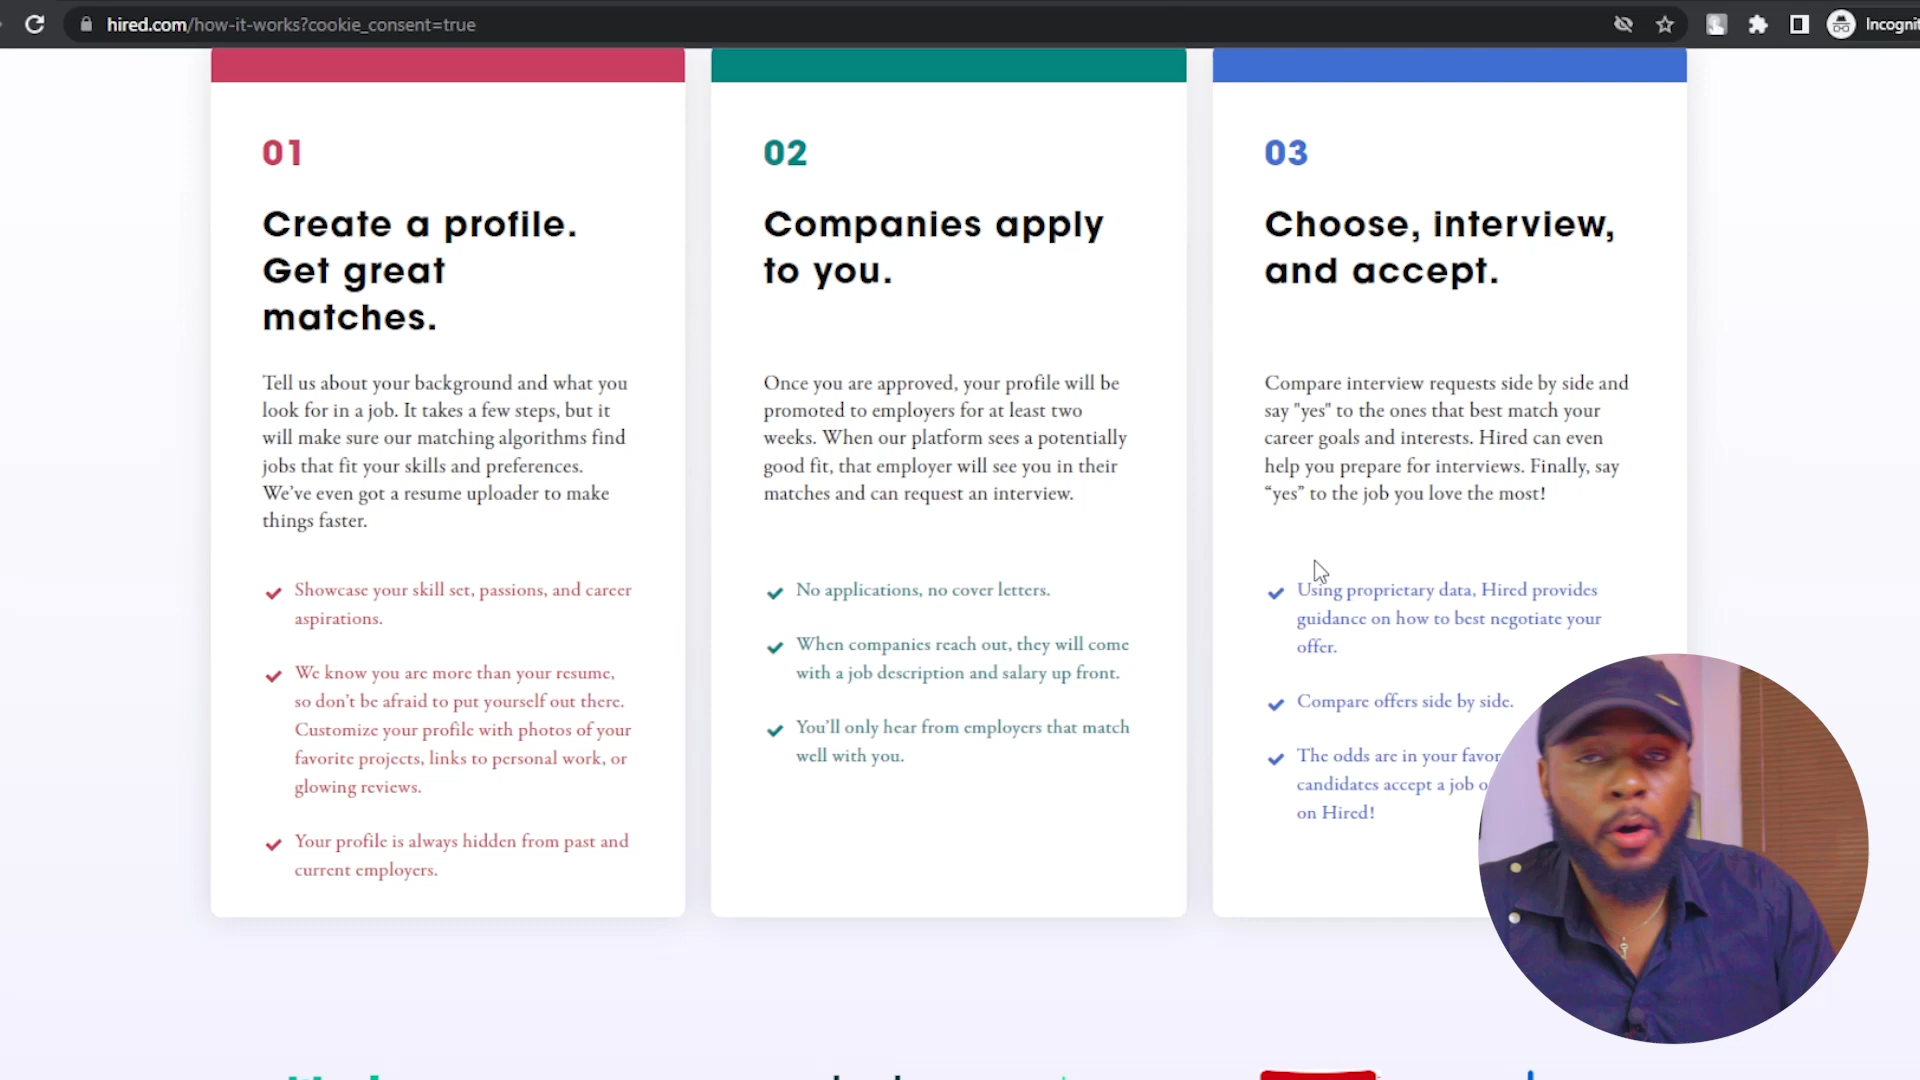 hired.com/how-it-works?cookie_consent=true
01
Create a profile.
Get great
matches.
Tell us about your background and what you
look for in a job. It takes a few steps, but it
will make sure our matching algorithms find
jobs that fit your skills and preferences.
We've even got a resume uploader to make
things faster.
Showcase your skill set, passions, and career
aspirations.
We know you are more than your resume,
so don't be afraid to put yourself out there.
Customize your profile with photos of your
favorite projects, links to personal work, or
glowing reviews.
Your profile is always hidden from past and
current employers.
02
Companies apply
to you.
Once you are approved, your profile will be
promoted to employers for at least two
weeks. When our platform sees a potentially
good fit, that employer will see you in their
matches and can request an interview.
No applications, no cover letters.
When companies reach out, they will come
with a job description and salary up front.
You'll only hear from employers that match
well with you.
03
Choose, interview,
and accept.
Compare interview requests side by side and
say "yes" to the ones that best match your
career goals and interests. Hired can even
help you prepare for interviews. Finally, say
“yes” to the job you love the most!
Using proprietary data, Hired provides
guidance on how to best negotiate your
offer.
Compare offers side by side.
The odds are in your favor
candidates accept a job
on Hired!